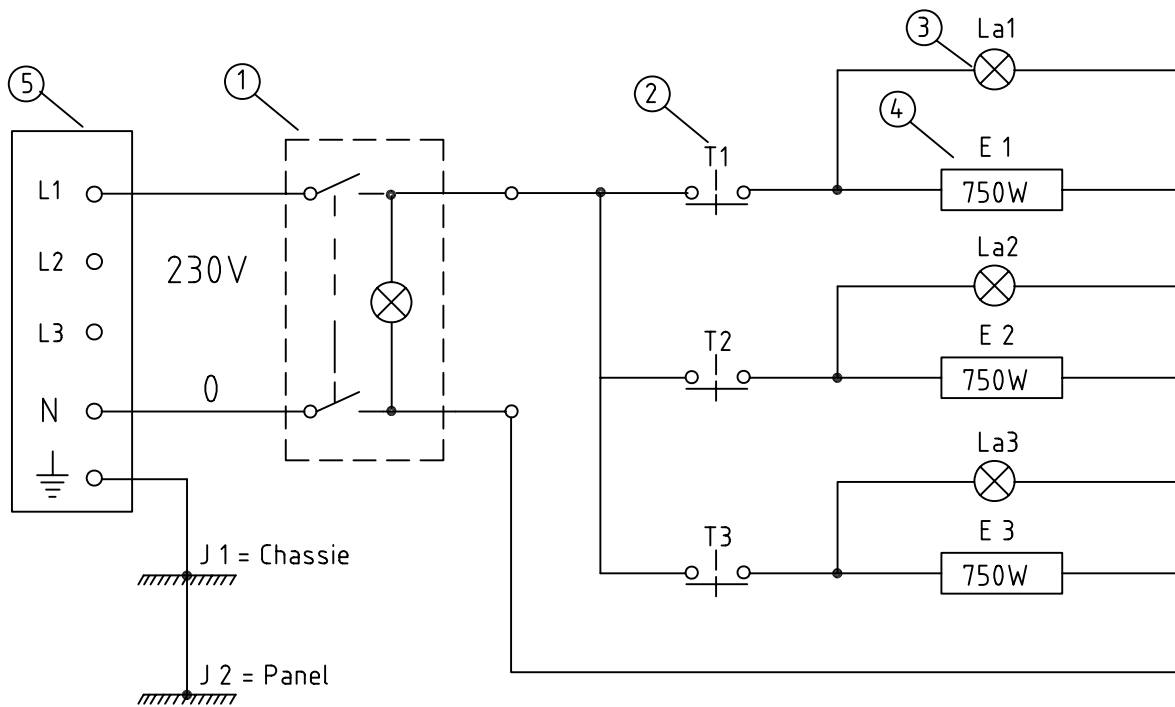 3
La1
5
1
2
4
T1
E 1
L1
750W
L2
230V
La2
L3
T2
E 2
750W
0
N
La3
T3
E 3
J 1 = Chassie
750W
J 2 = Panel